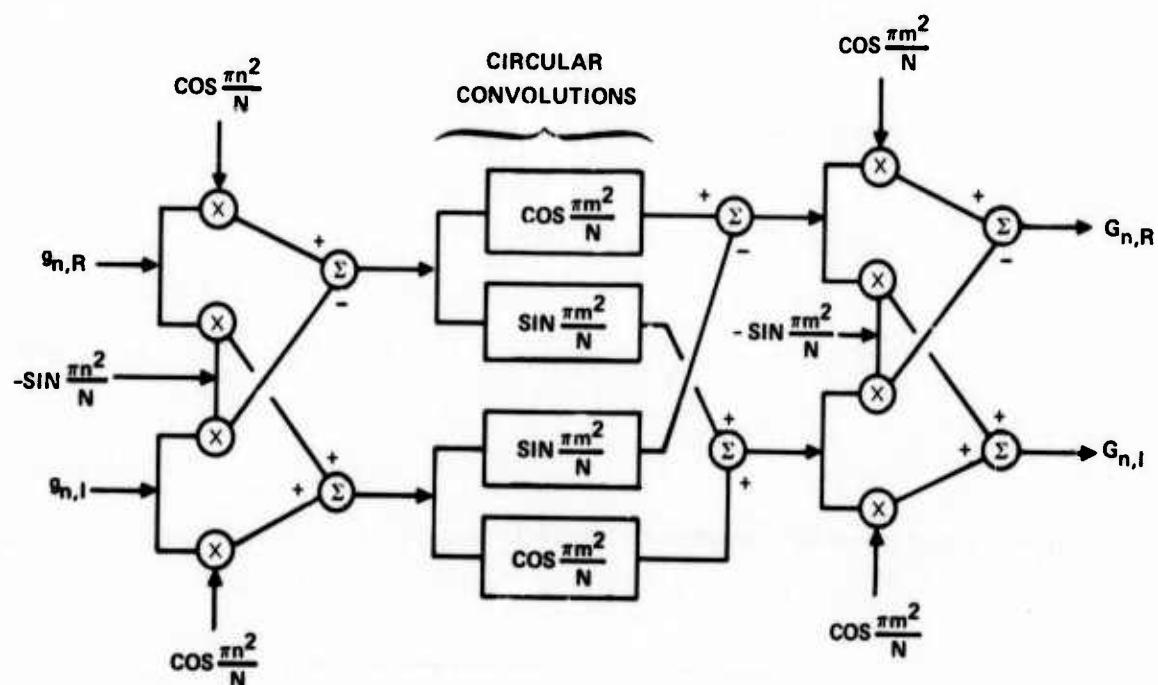 COS πn²/N
CIRCULAR
CONVOLUTIONS
COS πm²/N
X
X
COS πm²/N
+
Σ
-
+
Σ
-
G_n,R
g_n,R
+
Σ
-
X
SIN πm²/N
X
-SIN πn²/N
-SIN πm²/N
X
SIN πm²/N
X
+
+
Σ
+
+
+
Σ
G_n,I
g_n,I
+
+
Σ
COS πm²/N
X
X
COS πn²/N
COS πm²/N